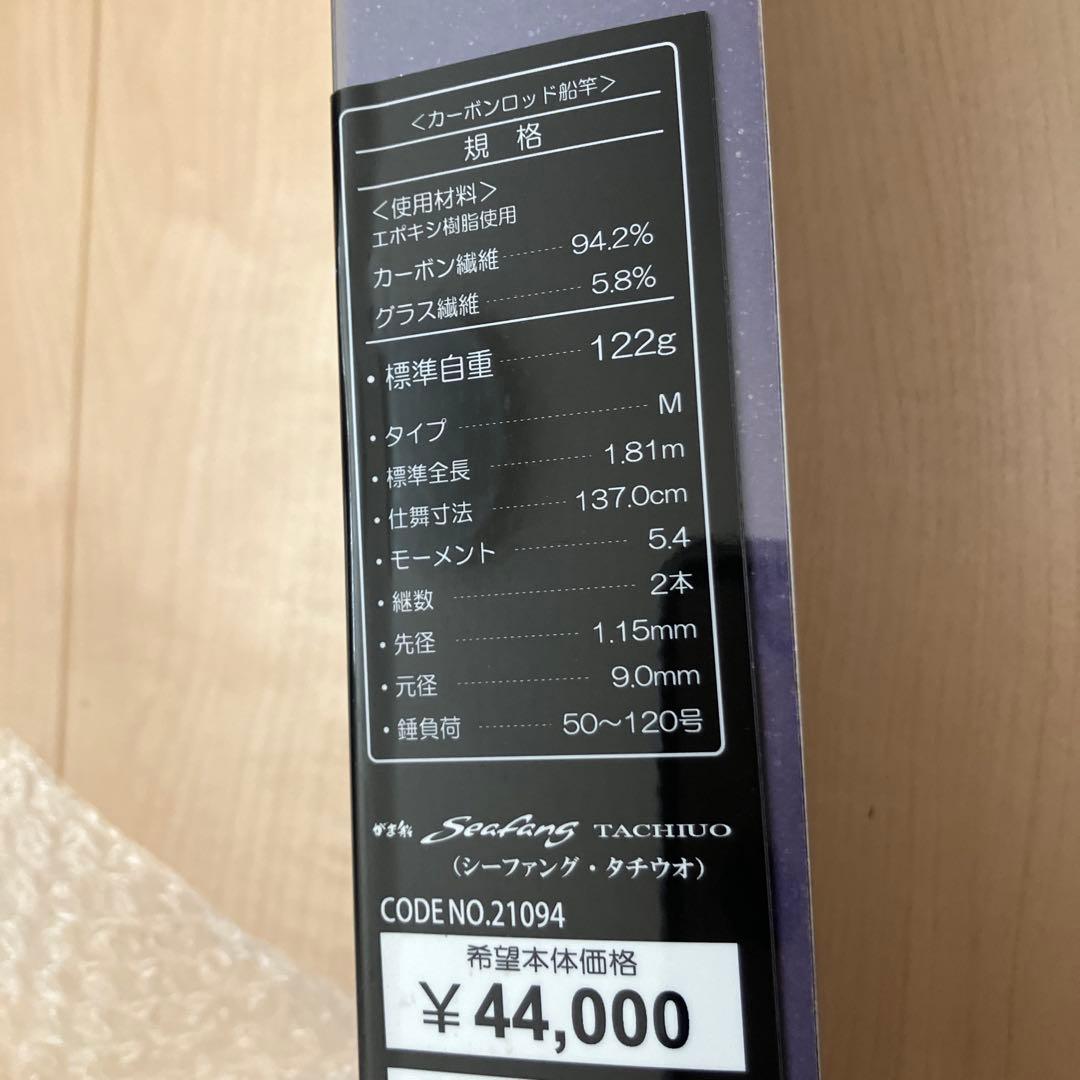 ＜カーボンロッド船竿＞
規 格
＜使用材料＞
エポキシ樹脂使用
カーボン繊維 94.2%
グラス繊維 5.8%
・標準自重 122g
・タイプ M
・標準全長 1.81m
・仕舞寸法 137.0cm
・モーメント 5.4
・継数 2本
・先径 1.15mm
・元径 9.0mm
・錘負荷 50〜120号
がま船 Seafang TACHIUO
(シーファング・タチウオ)
CODE NO.21094
希望本体価格
¥44,000